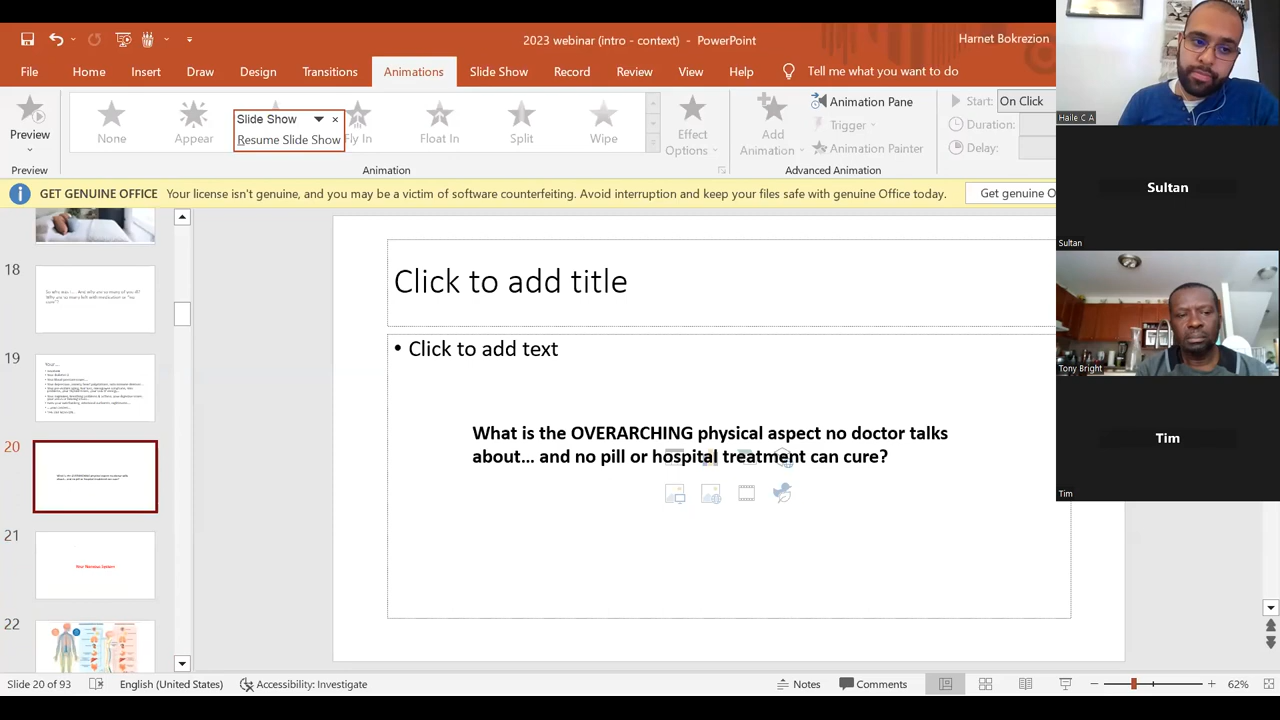 2023 webinar (intro - context) - PowerPoint
Harnet Bokrezion
File Home Insert Draw Design Transitions Animations Slide Show Record Review View Help Tell me what you want to do
Preview
None
Appear
Fly In
Float In
Split
Wipe
Slide Show
Resume Slide Show
Effect Options
Add Animation
Animation Pane
Trigger
Animation Painter
Start: On Click
Duration:
Delay:
Preview
Animation
Advanced Animation
GET GENUINE OFFICE Your license isn't genuine, and you may be a victim of software counterfeiting. Avoid interruption and keep your files safe with genuine Office today. Get genuine O
18
19
20
21
Your Nervous System
22
Click to add title
• Click to add text
What is the OVERARCHING physical aspect no doctor talks
about... and no pill or hospital treatment can cure?
Haile C A
Sultan
Sultan
Tony Bright
Tim
Tim
Slide 20 of 93 English (United States) Accessibility: Investigate Notes Comments 62%